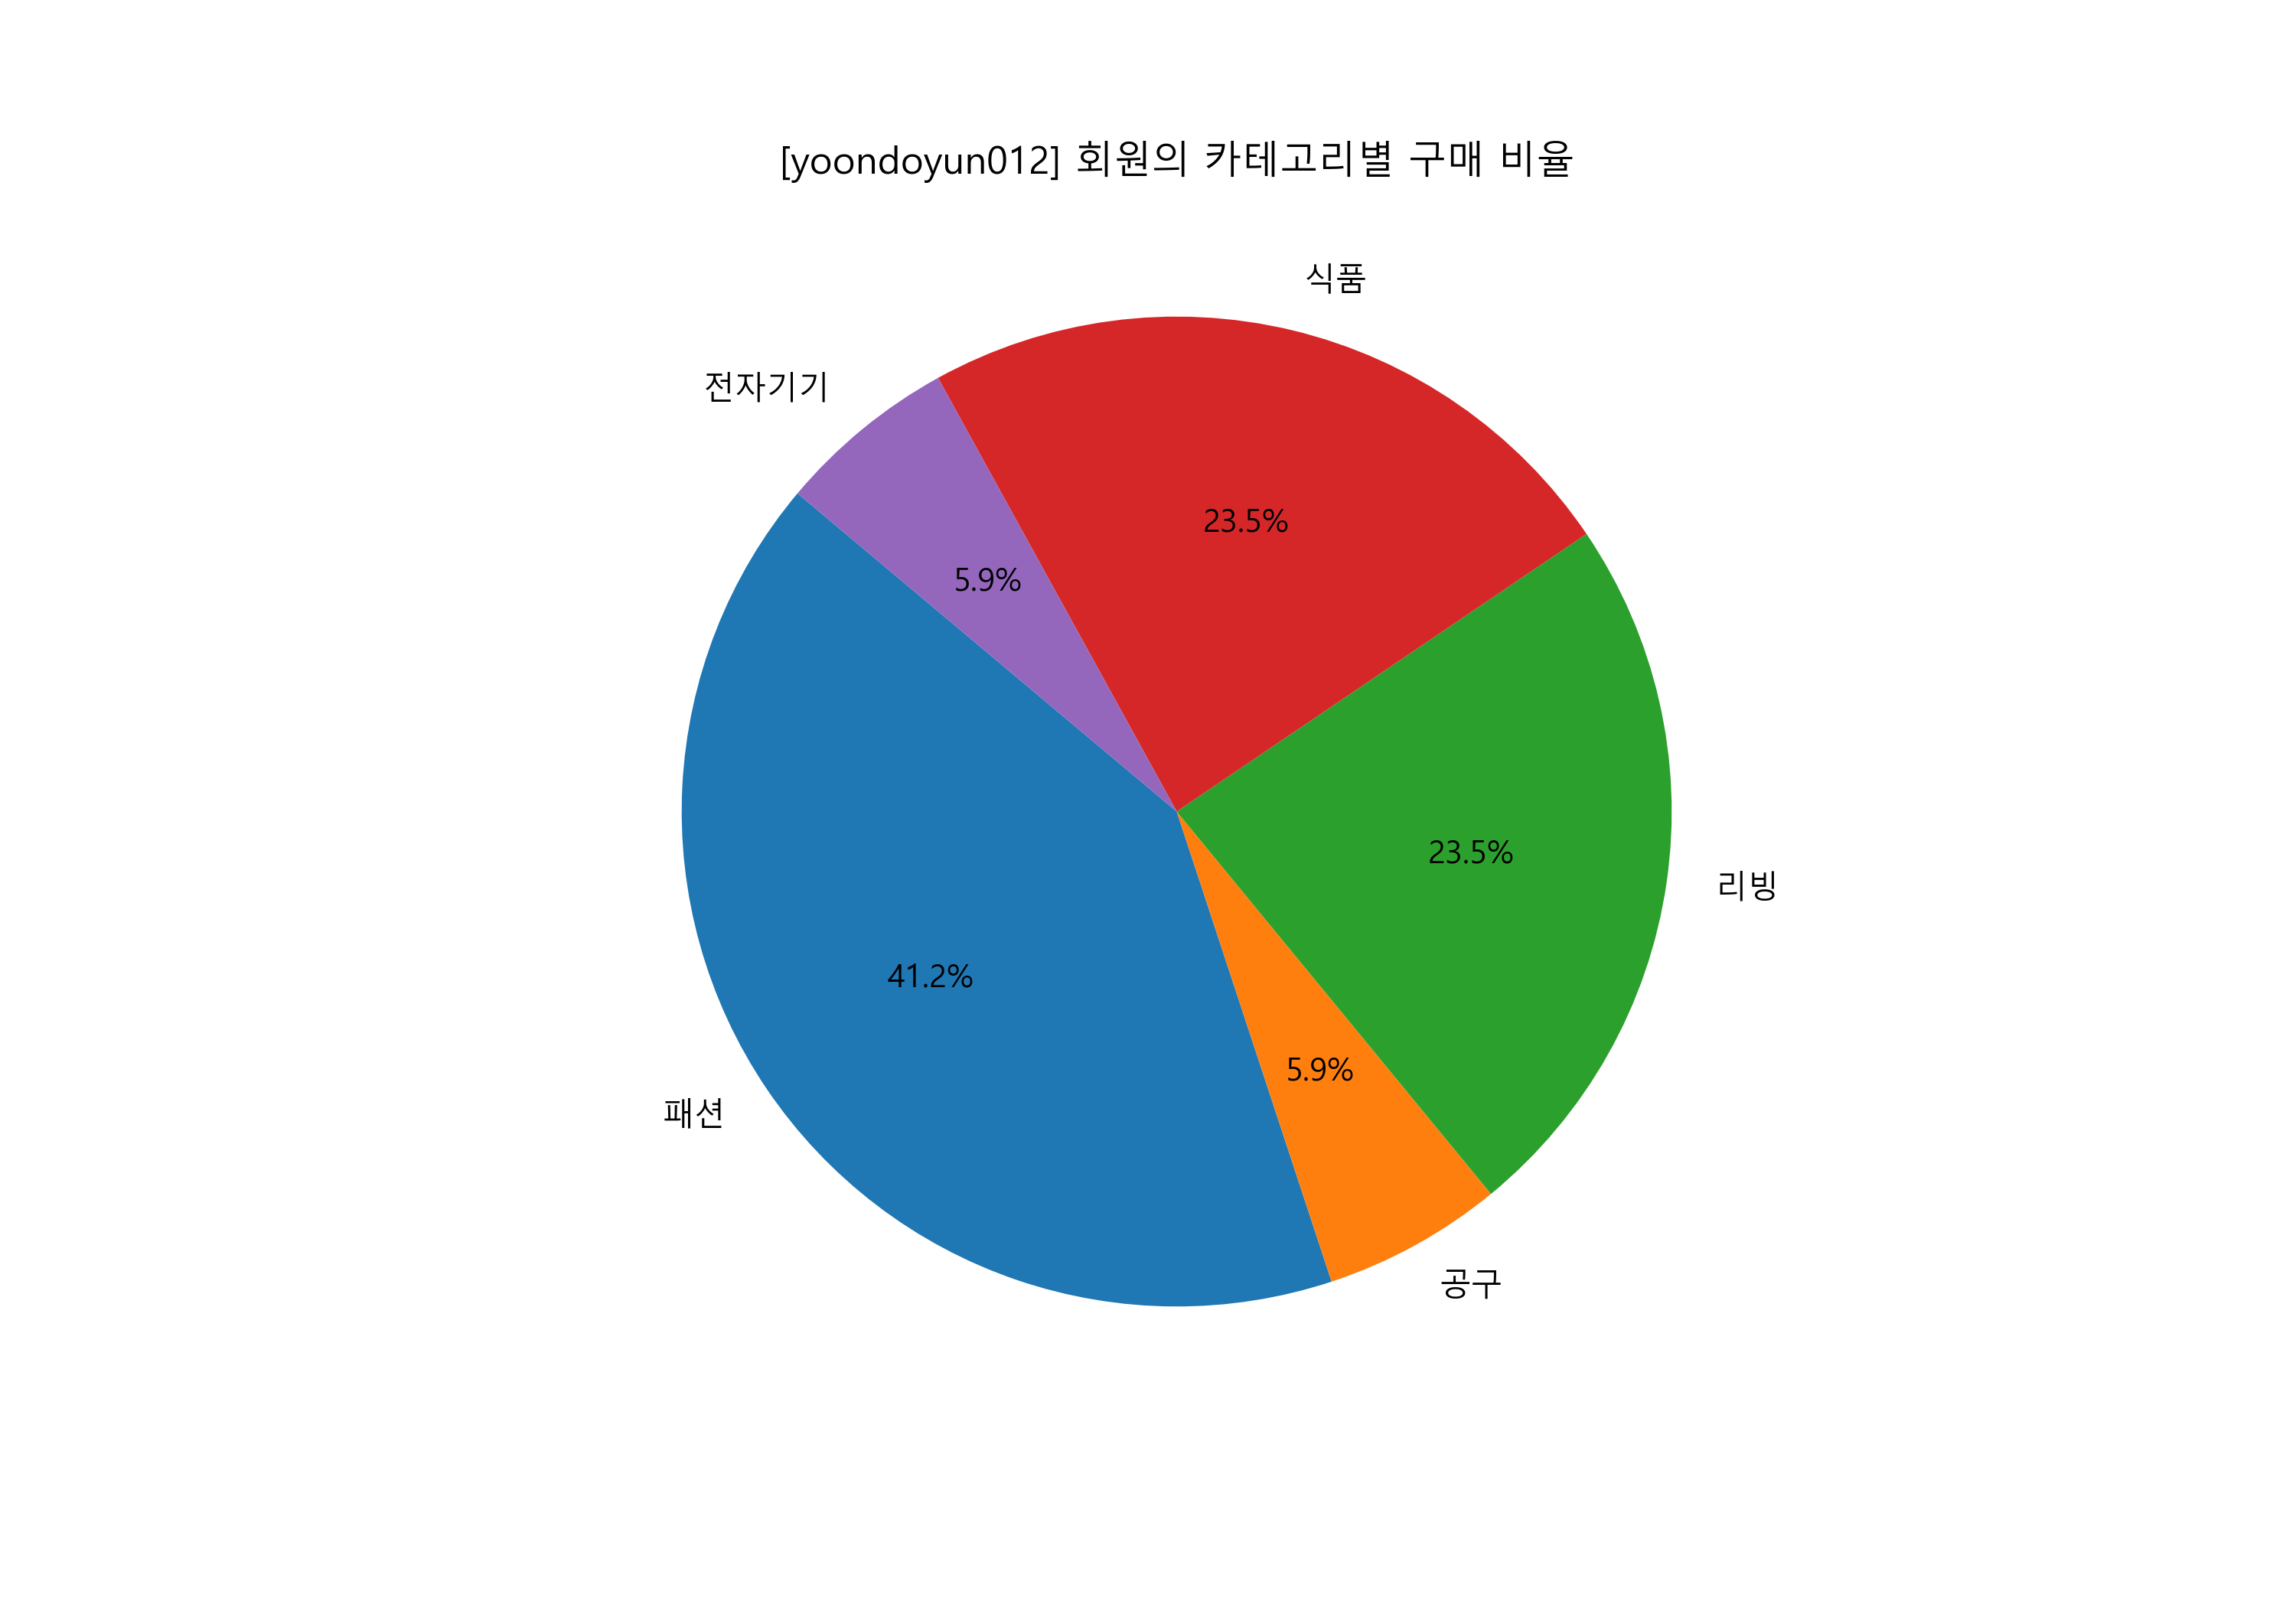 [yoondoyun012] 회원의 카테고리별 구매 비율
식품
전자기기
23.5%
5.9%
23.5%
리빙
41.2%
5.9%
패션
공구